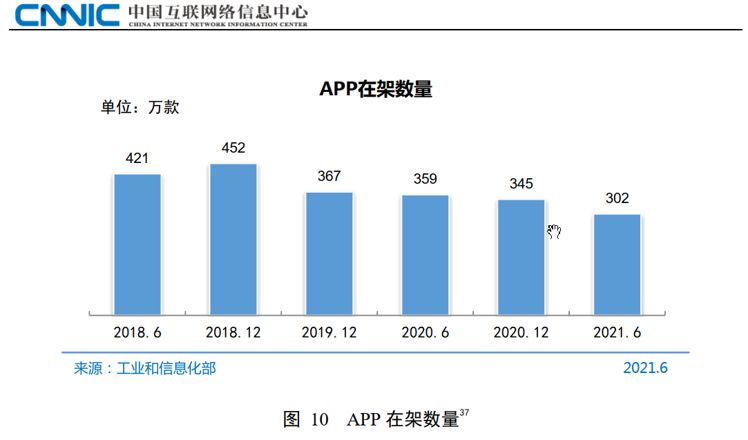 CNNIC 中国互联网络信息中心
CHINA INTERNET NETWORK INFORMATION CENTER
APP在架数量
单位：万款
421 452 367 359 345 302
2018.6 2018.12 2019.12 2020.6 2020.12 2021.6
来源：工业和信息化部 2021.6
图 10 APP 在架数量37